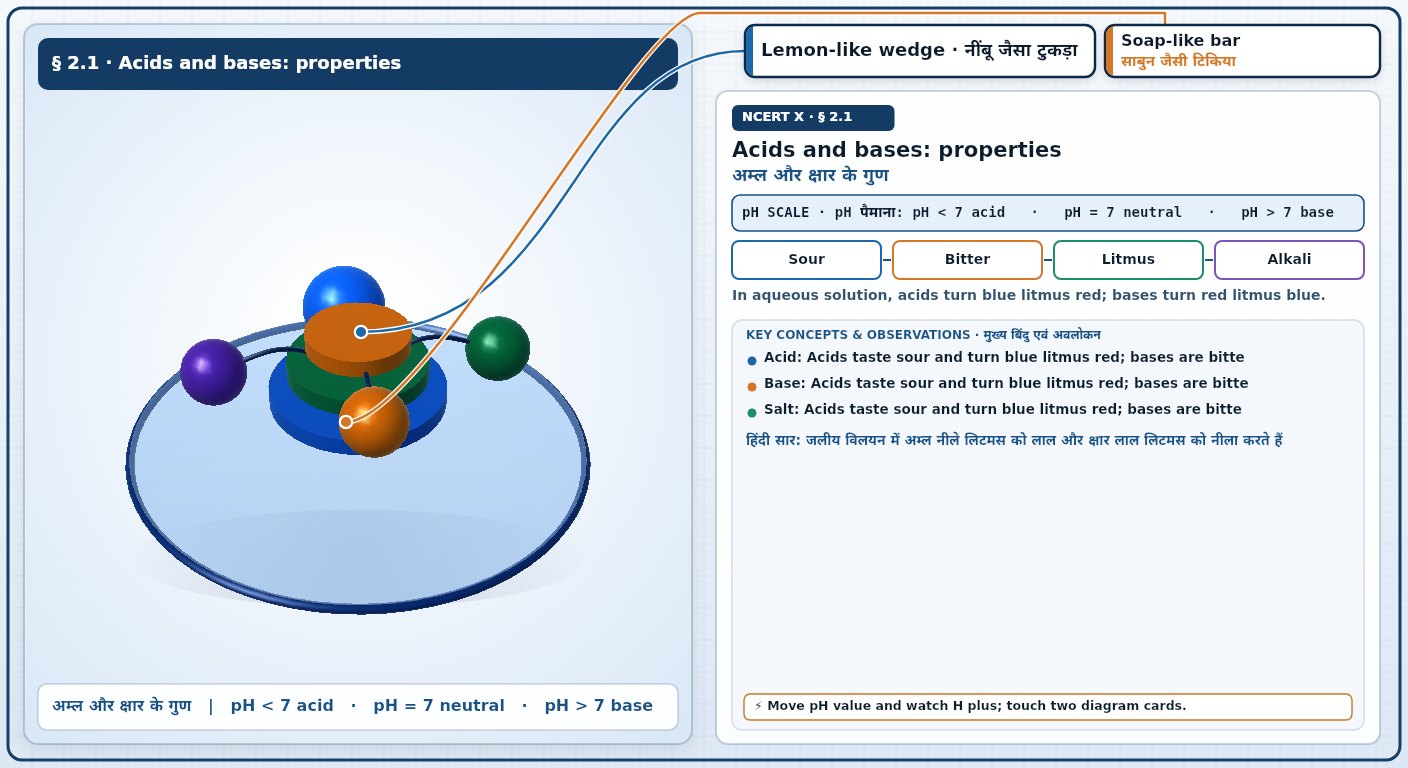 § 2.1 · Acids and bases: properties
Lemon-like wedge · नींबू जैसा टुकड़ा
Soap-like bar
साबुन जैसी टिकिया
NCERT X · § 2.1
Acids and bases: properties
अम्ल और क्षार के गुण
pH SCALE · pH पैमाना: pH < 7 acid · pH = 7 neutral · pH > 7 base
Sour
Bitter
Litmus
Alkali
In aqueous solution, acids turn blue litmus red; bases turn red litmus blue.
KEY CONCEPTS & OBSERVATIONS · मुख्य बिंदु एवं अवलोकन
Acid: Acids taste sour and turn blue litmus red; bases are bitte
Base: Acids taste sour and turn blue litmus red; bases are bitte
Salt: Acids taste sour and turn blue litmus red; bases are bitte
हिंदी सार: जलीय विलयन में अम्ल नीले लिटमस को लाल और क्षार लाल लिटमस को नीला करते हैं
⚡ Move pH value and watch H plus; touch two diagram cards.
अम्ल और क्षार के गुण | pH < 7 acid · pH = 7 neutral · pH > 7 base